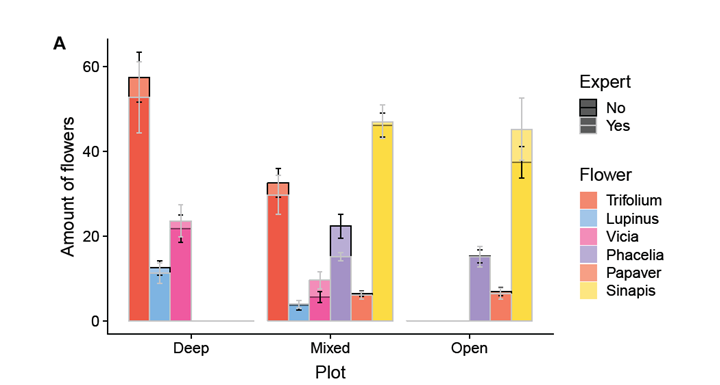 A
Amount of flowers
60
40
20
0
Deep
Mixed
Open
Plot
Expert
No
Yes
Flower
Trifolium
Lupinus
Vicia
Phacelia
Papaver
Sinapis